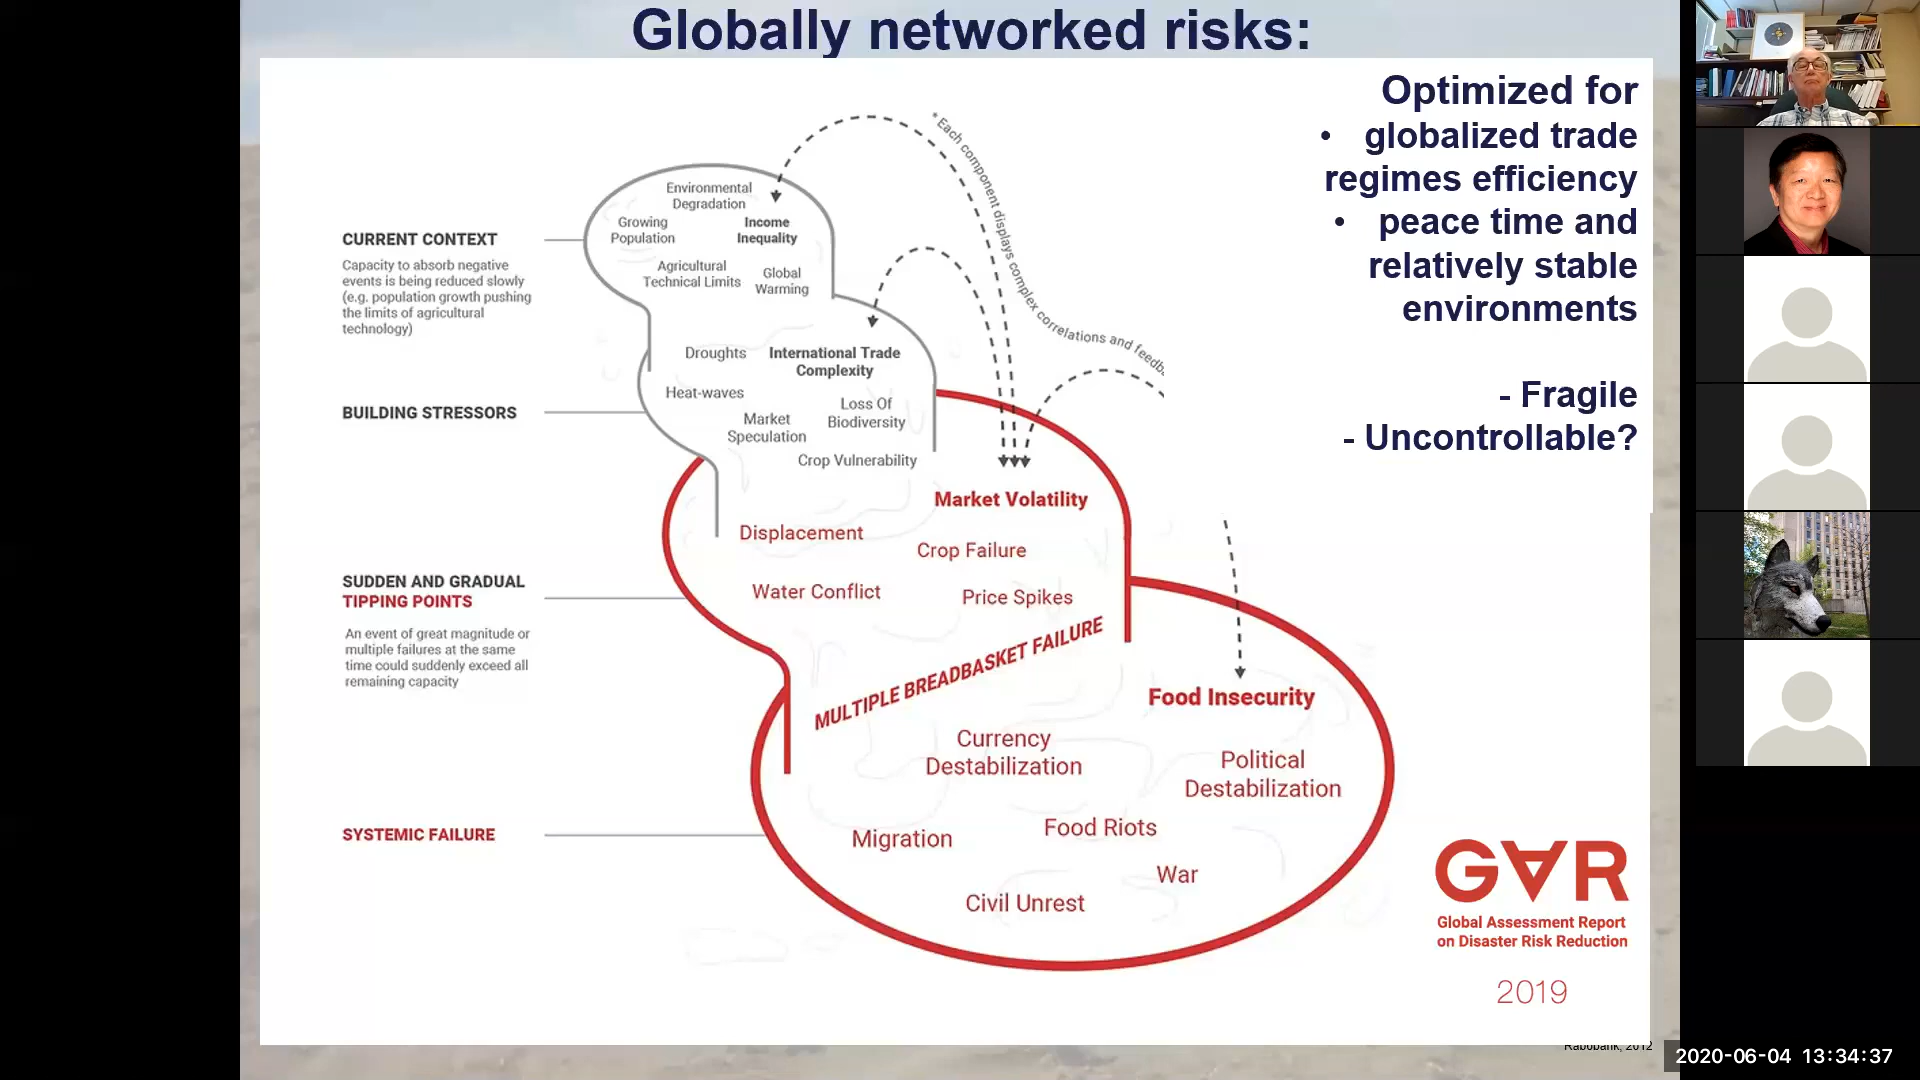 Globally networked risks:
Optimized for
• globalized trade
regimes efficiency
• peace time and
relatively stable
environments
- Fragile
- Uncontrollable?
* Each component displays complex correlations and feedb
CURRENT CONTEXT
Capacity to absorb negative
events is being reduced slowly
(e.g. population growth pushing
the limits of agricultural
technology)
Environmental
Degradation
Growing
Population
Income
Inequality
Agricultural
Technical Limits
Global
Warming
BUILDING STRESSORS
Droughts
International Trade
Complexity
Heat-waves
Loss Of
Biodiversity
Market
Speculation
Crop Vulnerability
SUDDEN AND GRADUAL
TIPPING POINTS
An event of great magnitude or
multiple failures at the same
time could suddenly exceed all
remaining capacity
Market Volatility
Displacement
Crop Failure
Water Conflict
Price Spikes
MULTIPLE BREADBASKET FAILURE
SYSTEMIC FAILURE
Food Insecurity
Currency
Destabilization
Political
Destabilization
Migration
Food Riots
War
Civil Unrest
GAR
Global Assessment Report
on Disaster Risk Reduction
2019
Rabobank, 2012
2020-06-04 13:34:37